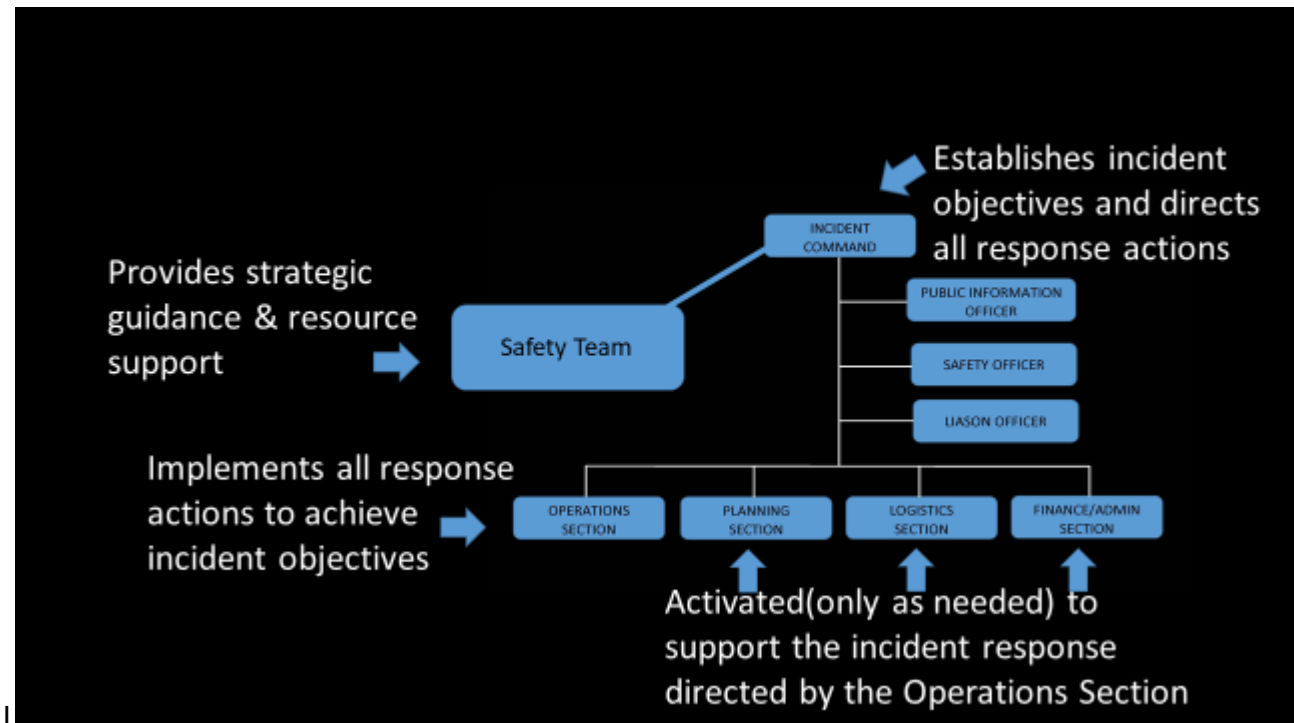 Establishes incident
objectives and directs
all response actions
INCIDENT
COMMAND
Provides strategic
guidance & resource
support
Safety Team
PUBLIC INFORMATION
OFFICER
SAFETY OFFICER
LIASON OFFICER
Implements all response
actions to achieve
incident objectives
OPERATIONS
SECTION
PLANNING
SECTION
LOGISTICS
SECTION
FINANCE/ADMIN
SECTION
Activated(only as needed) to
support the incident response
directed by the Operations Section